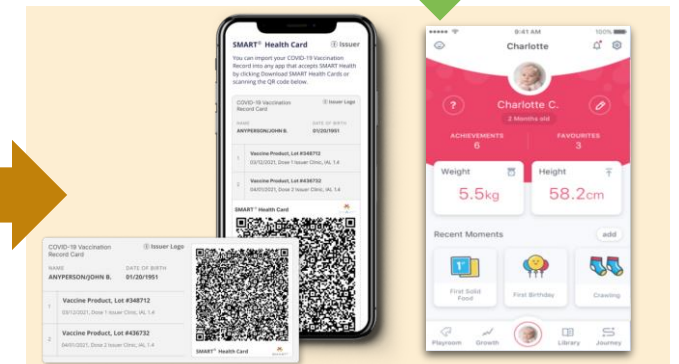 SMART® Health Card
Issuer
You can import your COVID-19 Vaccination
Record into any app that accepts SMART Health
by clicking Download SMART Health Cards or
scanning the QR code below.
COVID-19 Vaccination
Record Card
Issuer Logo
NAME
DATE OF BIRTH
ANYPERSON/JOHN B.
01/20/1951
1
Vaccine Product, Lot #348712
03/12/2021, Dose 1 Issuer Clinic, IAL 1.4
2
Vaccine Product, Lot #436732
04/01/2021, Dose 2 Issuer Clinic, IAL 1.4
SMART® Health Card
COVID-19 Vaccination
Record Card
Issuer Logo
NAME
DATE OF BIRTH
ANYPERSON/JOHN B.
01/20/1951
1
Vaccine Product, Lot #348712
03/12/2021, Dose 1 Issuer Clinic, IAL 1.4
2
Vaccine Product, Lot #436732
04/01/2021, Dose 2 Issuer Clinic, IAL 1.4
SMART® Health Card
9:41 AM
100%
Charlotte
?
Charlotte C.
2 Months old
ACHIEVEMENTS
6
FAVOURITES
3
Weight
Height
5.5kg
58.2cm
Recent Moments
add
First Solid
Food
First Birthday
Crawling
Playroom
Growth
Library
Journey